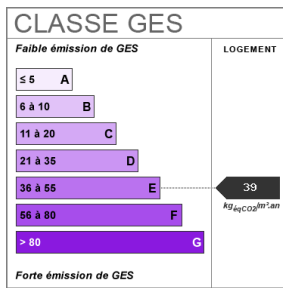 CLASSE GES
Faible émission de GES
LOGEMENT
≤ 5 A
6 à 10 B
11 à 20 C
21 à 35 D
36 à 55 E
39
kgéqCO2/m².an
56 à 80 F
> 80 G
Forte émission de GES